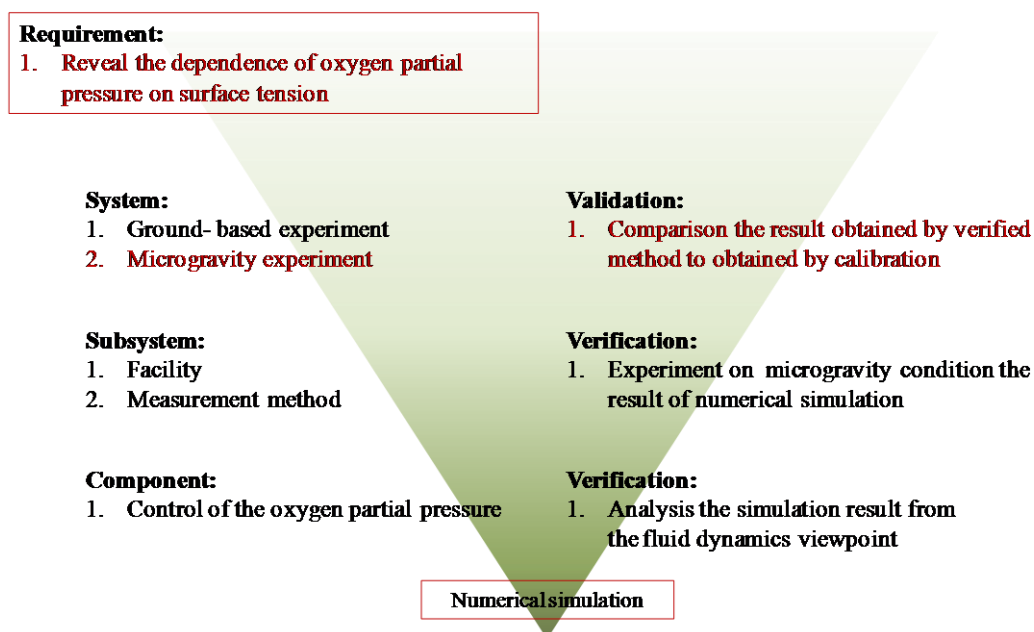 Requirement:
1. Reveal the dependence of oxygen partial
pressure on surface tension
System:
1. Ground- based experiment
2. Microgravity experiment
Validation:
1. Comparison the result obtained by verified
method to obtained by calibration
Subsystem:
1. Facility
2. Measurement method
Verification:
1. Experiment on microgravity condition the
result of numerical simulation
Component:
1. Control of the oxygen partial pressure
Verification:
1. Analysis the simulation result from
the fluid dynamics viewpoint
Numerical simulation